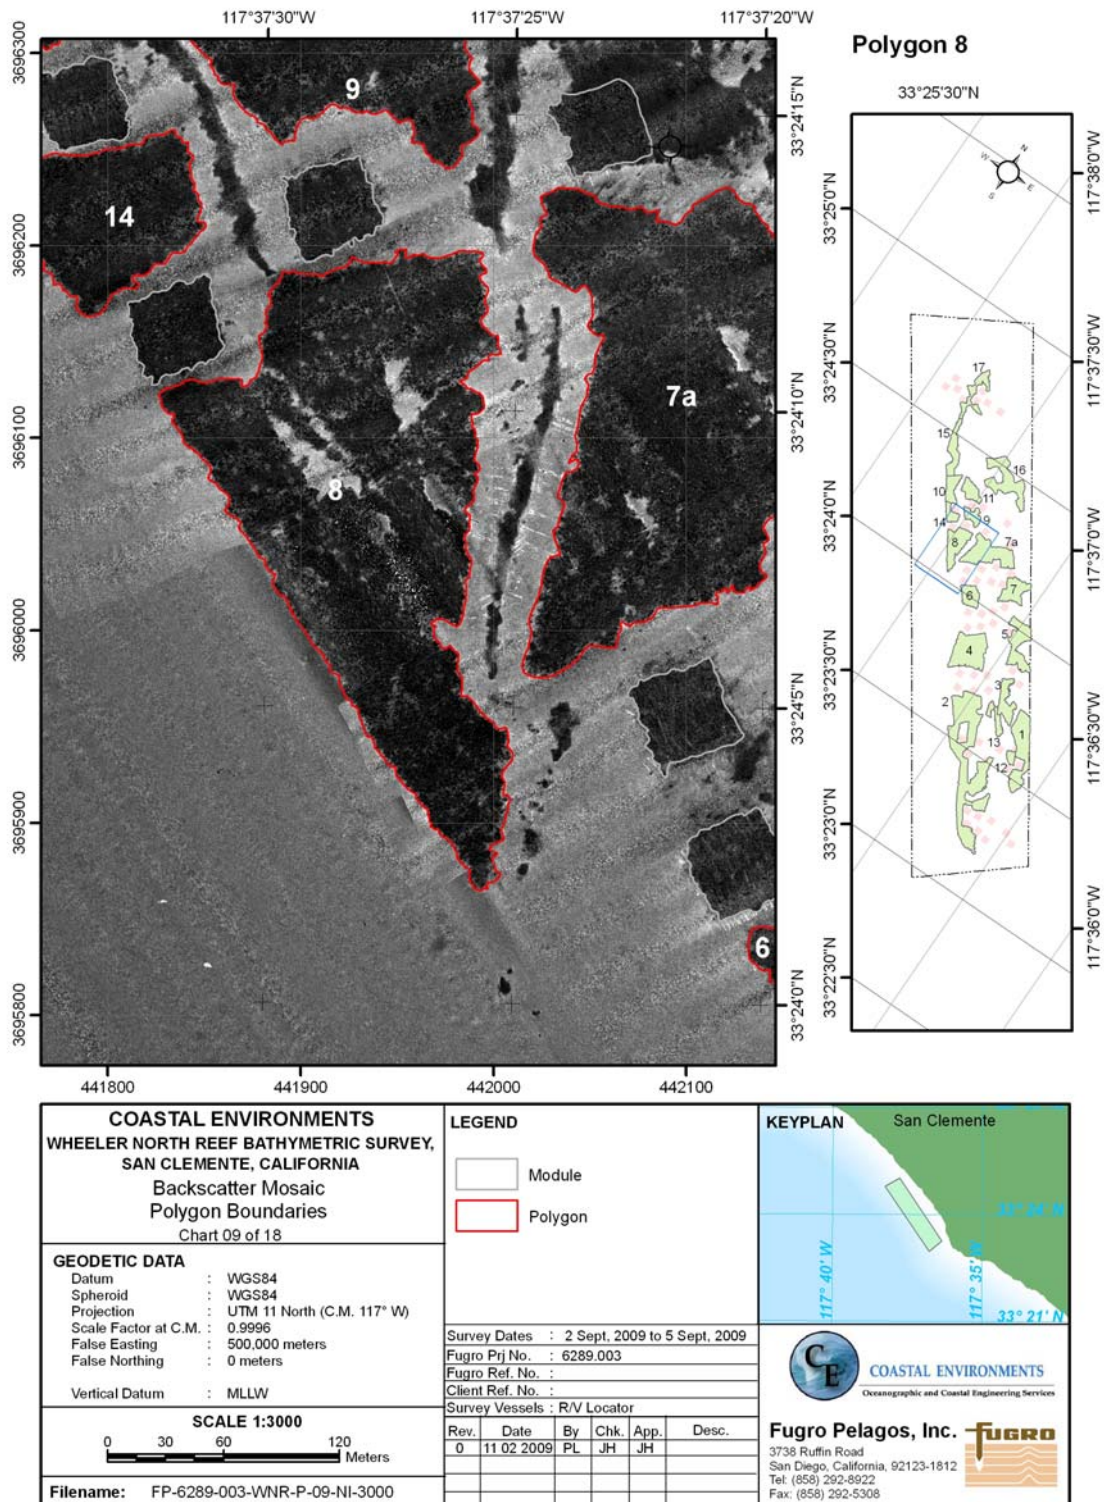 117°37'30"W
117°37'25"W
117°37'20"W
Polygon 8
3696300
3696200
3696100
3696000
3695900
3695800
9
14
7a
8
6
33°24'15"N
33°24'10"N
33°24'5"N
33°24'0"N
441800
441900
442000
442100
33°25'30"N
33°25'0"N
33°24'30"N
33°24'0"N
33°23'30"N
33°23'0"N
33°22'30"N
117°38'0"W
117°37'30"W
117°37'0"W
117°36'30"W
117°36'0"W
N
W
E
S
17
15
16
10
11
14
9
8
7a
6
7
5
4
3
2
1
13
12
COASTAL ENVIRONMENTS
WHEELER NORTH REEF BATHYMETRIC SURVEY,
SAN CLEMENTE, CALIFORNIA
Backscatter Mosaic
Polygon Boundaries
Chart 09 of 18
GEODETIC DATA
Datum : WGS84
Spheroid : WGS84
Projection : UTM 11 North (C.M. 117° W)
Scale Factor at C.M. : 0.9996
False Easting : 500,000 meters
False Northing : 0 meters
Vertical Datum : MLLW
SCALE 1:3000
0 30 60 120
Meters
Filename: FP-6289-003-WNR-P-09-NI-3000
LEGEND
Module
Polygon
Survey Dates : 2 Sept, 2009 to 5 Sept, 2009
Fugro Prj No. : 6289.003
Fugro Ref. No. :
Client Ref. No. :
Survey Vessels : R/V Locator
Rev. Date By Chk. App. Desc.
0 11 02 2009 PL JH JH
KEYPLAN
San Clemente
33° 24' N
117° 40' W
117° 35' W
33° 21' N
CE
COASTAL ENVIRONMENTS
Oceanographic and Coastal Engineering Services
Fugro Pelagos, Inc.
3738 Ruffin Road
San Diego, California, 92123-1812
Tel: (858) 292-8922
Fax: (858) 292-5308
FUGRO